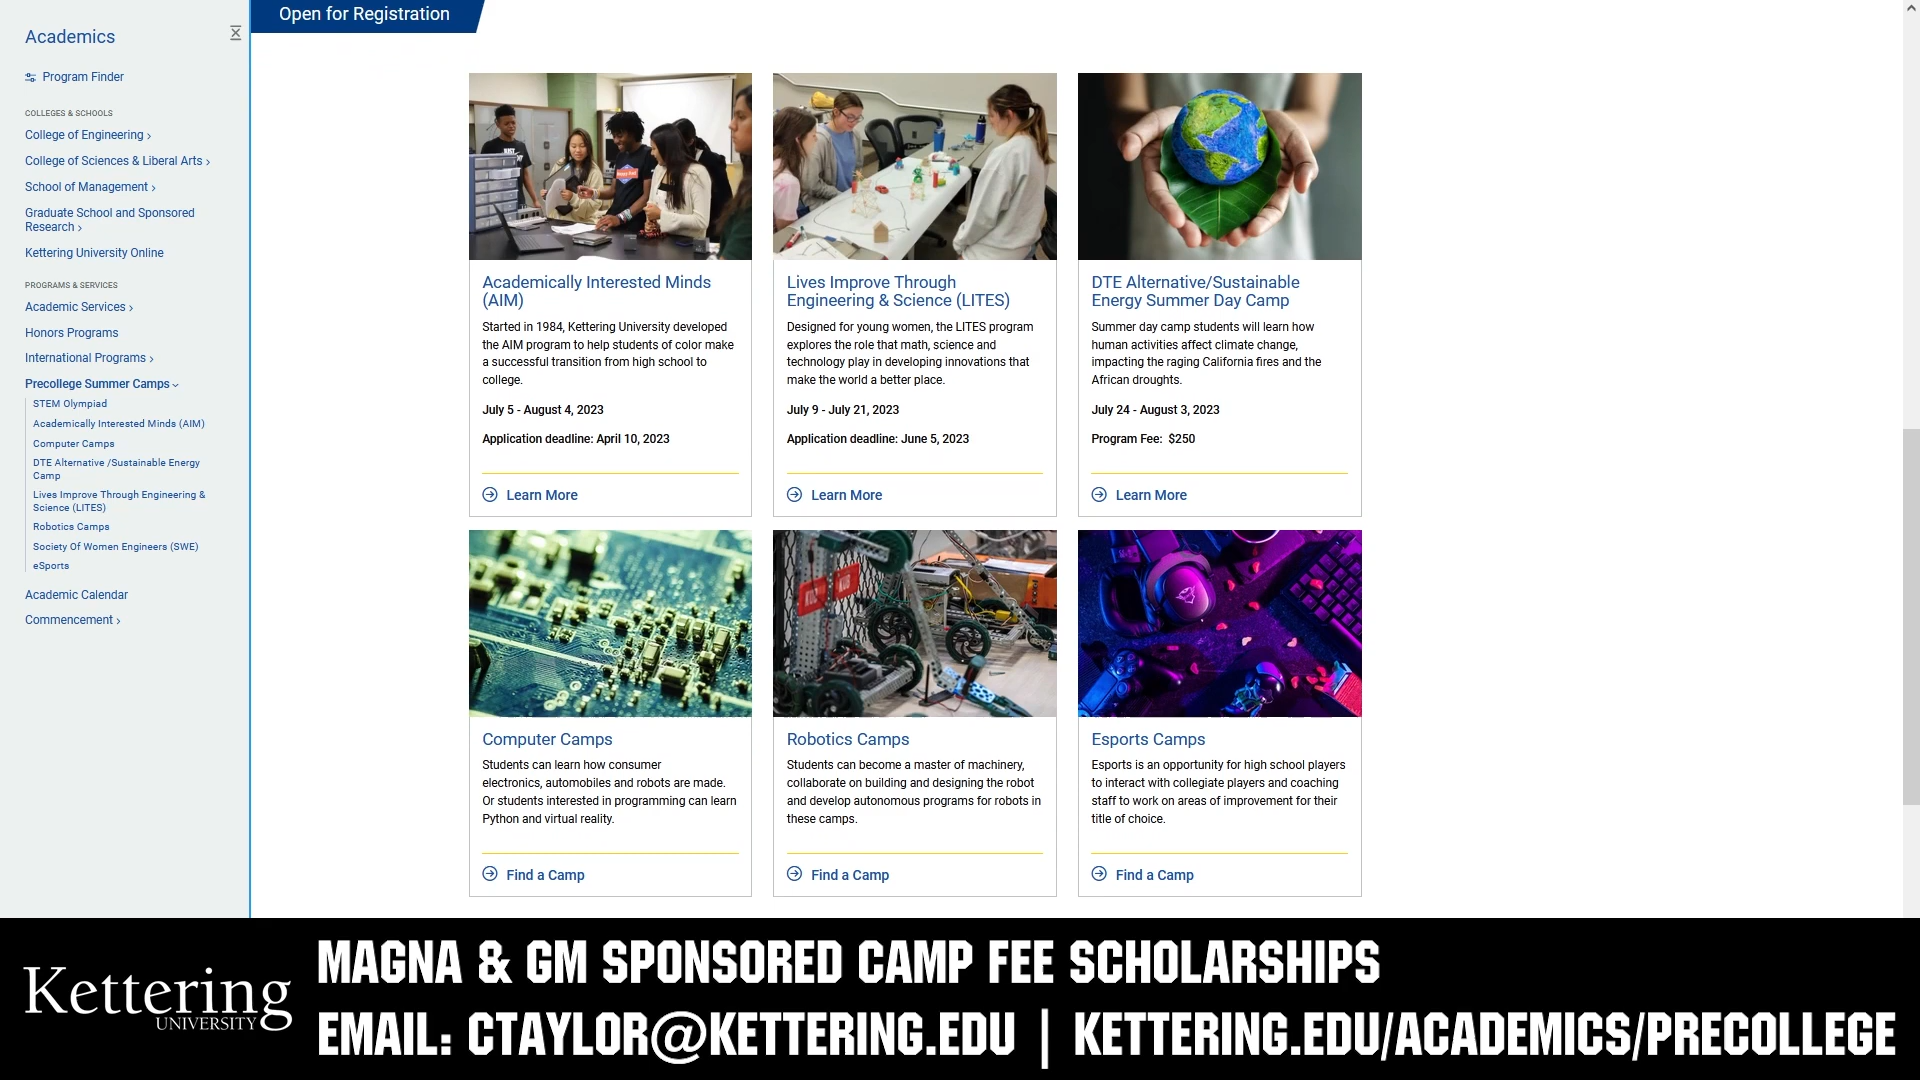 Open for Registration
Academics
Program Finder
COLLEGES & SCHOOLS
College of Engineering
College of Sciences & Liberal Arts
School of Management
Graduate School and Sponsored
Research
Kettering University Online
PROGRAMS & SERVICES
Academic Services
Honors Programs
International Programs
Precollege Summer Camps
STEM Olympiad
Academically Interested Minds (AIM)
Computer Camps
DTE Alternative /Sustainable Energy
Camp
Lives Improve Through Engineering &
Science (LITES)
Robotics Camps
Society Of Women Engineers (SWE)
eSports
Academic Calendar
Commencement
Academically Interested Minds
(AIM)
Started in 1984, Kettering University developed
the AIM program to help students of color make
a successful transition from high school to
college.
July 5 - August 4, 2023
Application deadline: April 10, 2023
Learn More
Lives Improve Through
Engineering & Science (LITES)
Designed for young women, the LITES program
explores the role that math, science and
technology play in developing innovations that
make the world a better place.
July 9 - July 21, 2023
Application deadline: June 5, 2023
Learn More
DTE Alternative/Sustainable
Energy Summer Day Camp
Summer day camp students will learn how
human activities affect climate change,
impacting the raging California fires and the
African droughts.
July 24 - August 3, 2023
Program Fee: $250
Learn More
Computer Camps
Students can learn how consumer
electronics, automobiles and robots are made.
Or students interested in programming can learn
Python and virtual reality.
Find a Camp
Robotics Camps
Students can become a master of machinery,
collaborate on building and designing the robot
and develop autonomous programs for robots in
these camps.
Find a Camp
Esports Camps
Esports is an opportunity for high school players
to interact with collegiate players and coaching
staff to work on areas of improvement for their
title of choice.
Find a Camp
Kettering
UNIVERSITY
MAGNA & GM SPONSORED CAMP FEE SCHOLARSHIPS
EMAIL: CTAYLOR@KETTERING.EDU | KETTERING.EDU/ACADEMICS/PRECOLLEGE